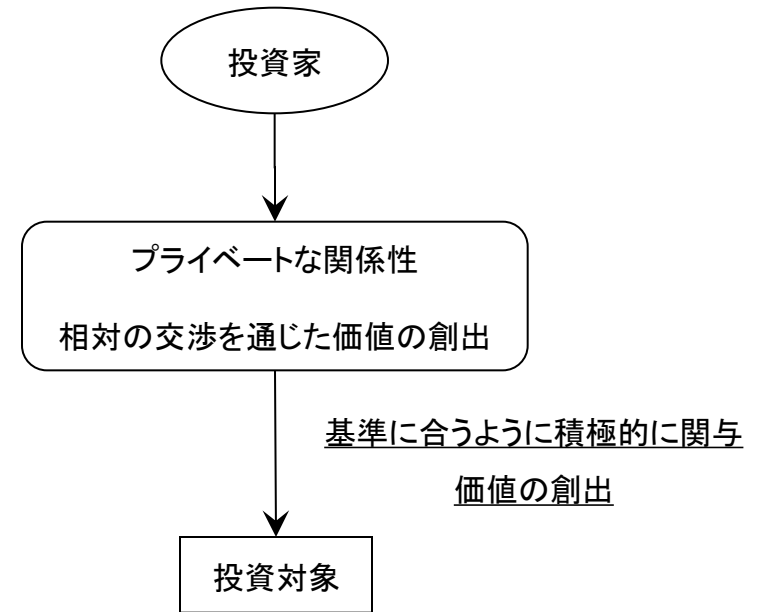 投資家
プライベートな関係性
相対の交渉を通じた価値の創出
基準に合うように積極的に関与
価値の創出
投資対象